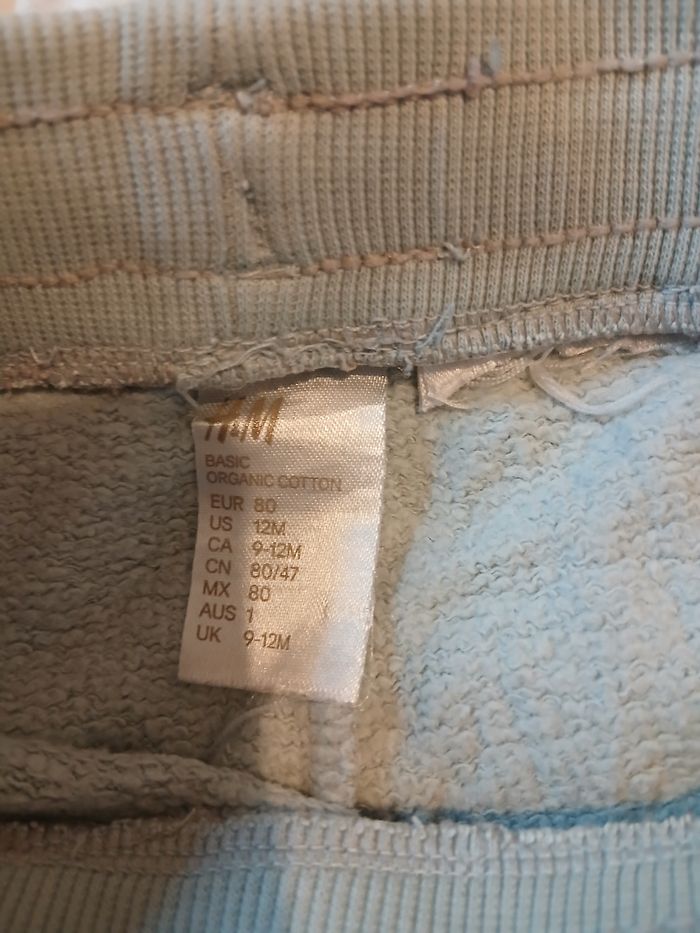 H&M
BASIC
ORGANIC COTTON
EUR 80
US 12M
CA 9-12M
CN 80/47
MX 80
AUS 1
UK 9-12M